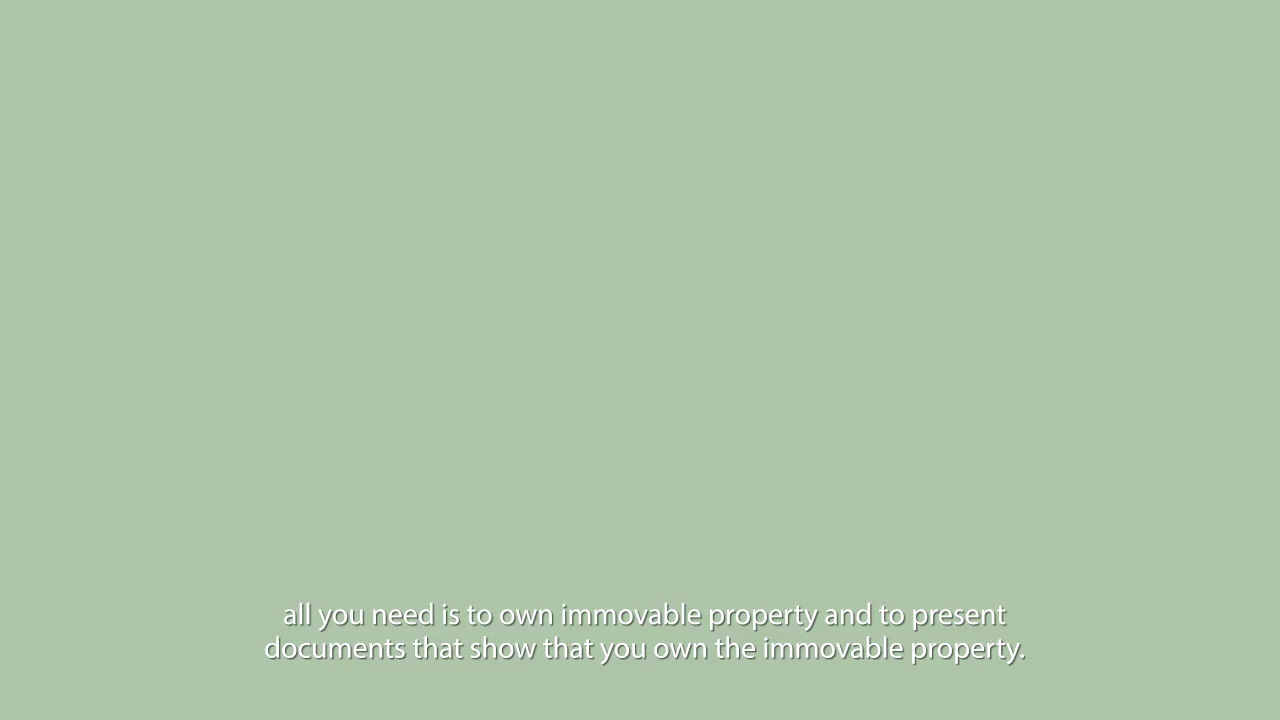 all you need is to own immovable property and to present
documents that show that you own the immovable property.